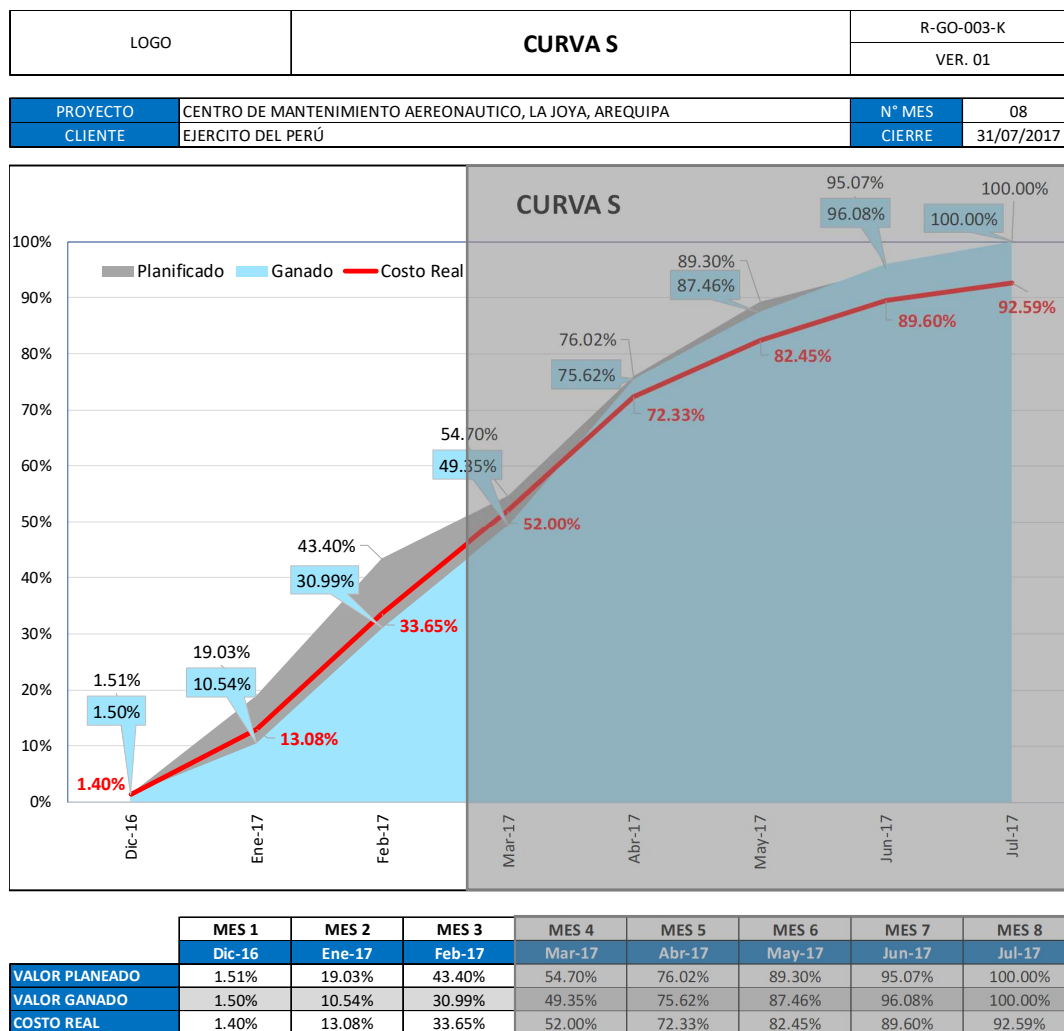 LOGO
CURVA S
R-GO-003-K
VER. 01
PROYECTO CENTRO DE MANTENIMIENTO AEREONAUTICO, LA JOYA, AREQUIPA N° MES 08
CLIENTE EJERCITO DEL PERÚ CIERRE 31/07/2017
CURVA S
Planificado Ganado Costo Real
100%
90%
80%
70%
60%
50%
40%
30%
20%
10%
0%
1.51%
1.50%
1.40%
19.03%
10.54%
13.08%
43.40%
30.99%
33.65%
54.70%
49.35%
52.00%
76.02%
75.62%
72.33%
89.30%
87.46%
82.45%
95.07%
96.08%
89.60%
100.00%
100.00%
92.59%
Dic-16
Ene-17
Feb-17
Mar-17
Abr-17
May-17
Jun-17
Jul-17
MES 1 MES 2 MES 3 MES 4 MES 5 MES 6 MES 7 MES 8
Dic-16 Ene-17 Feb-17 Mar-17 Abr-17 May-17 Jun-17 Jul-17
VALOR PLANEADO 1.51% 19.03% 43.40% 54.70% 76.02% 89.30% 95.07% 100.00%
VALOR GANADO 1.50% 10.54% 30.99% 49.35% 75.62% 87.46% 96.08% 100.00%
COSTO REAL 1.40% 13.08% 33.65% 52.00% 72.33% 82.45% 89.60% 92.59%